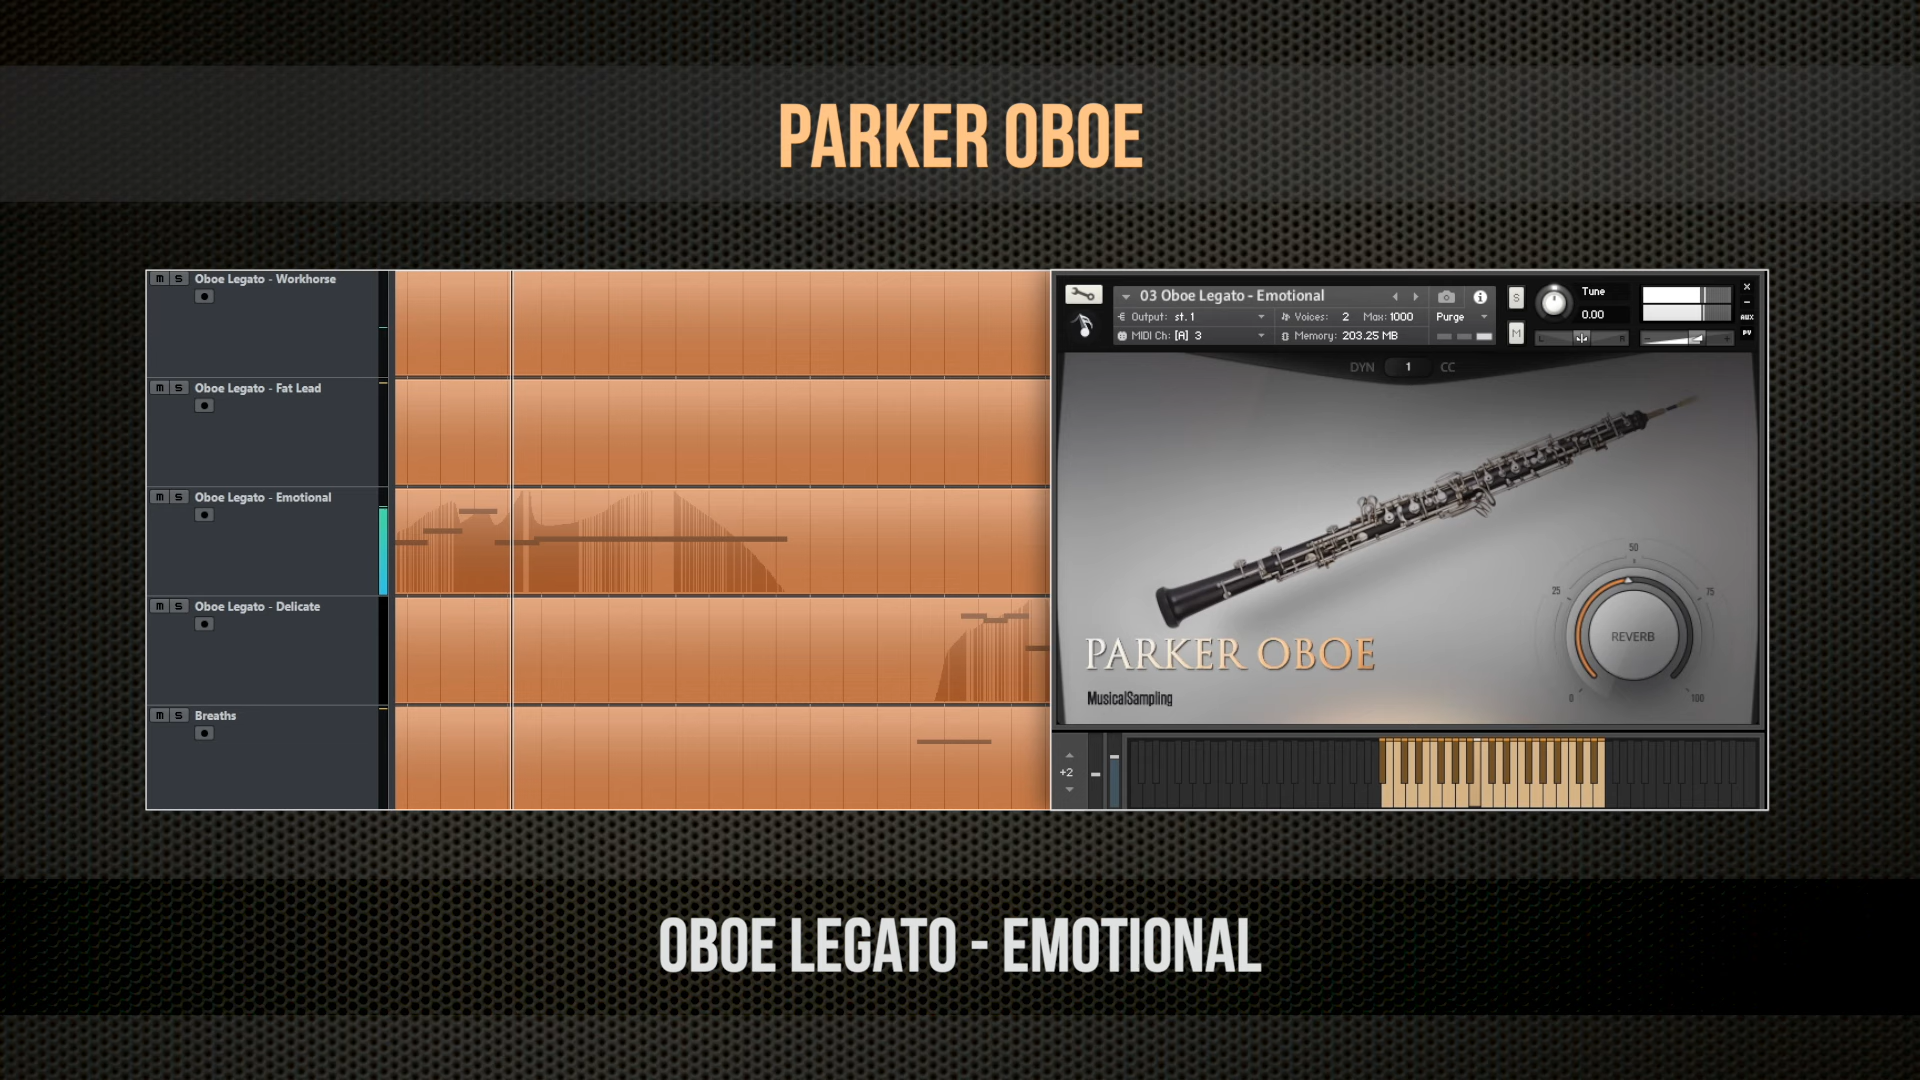 PARKER OBOE
m S Oboe Legato - Workhorse
m S Oboe Legato - Fat Lead
m S Oboe Legato - Emotional
m S Oboe Legato - Delicate
m S Breaths
03 Oboe Legato - Emotional
Output: st. 1
Voices: 2 Max: 1000
Purge
MIDI Ch: [A] 3
Memory: 203.25 MB
S
M
Tune
0.00
L R
AUX
PV
DYN 1 CC
0 25 50 75 100
REVERB
PARKER OBOE
MusicalSampling
+2
OBOE LEGATO - EMOTIONAL